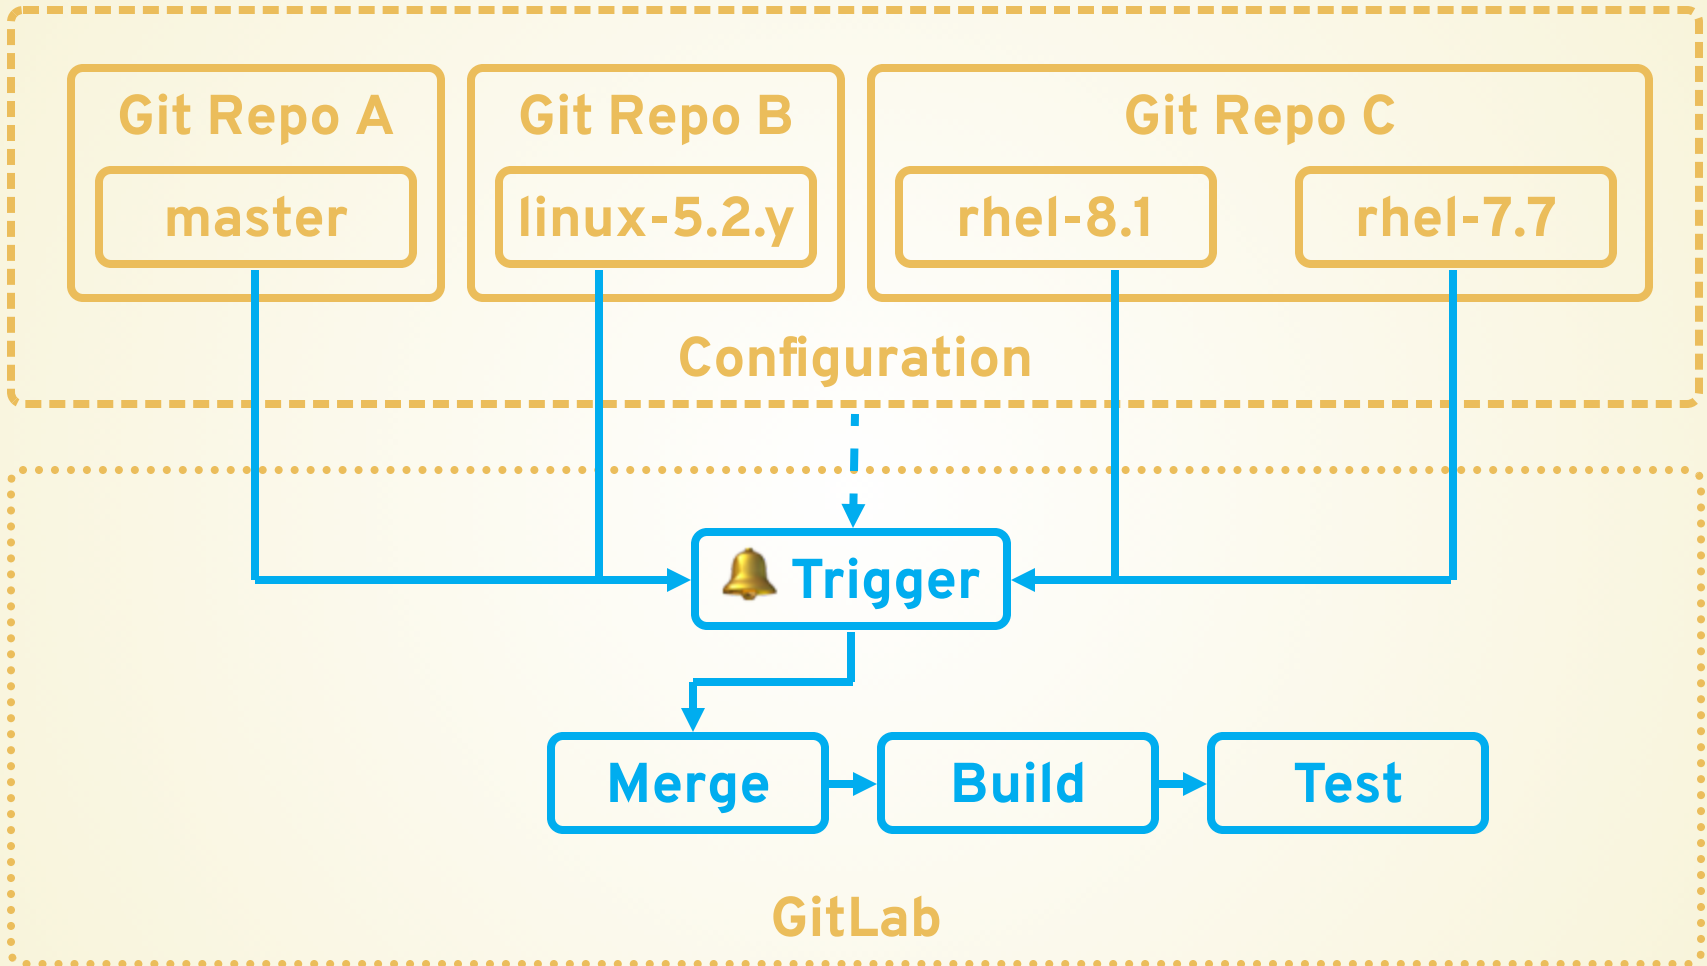 Git Repo A
Git Repo B
Git Repo C
master
linux-5.2.y
rhel-8.1
rhel-7.7
Configuration
Trigger
Merge
Build
Test
GitLab